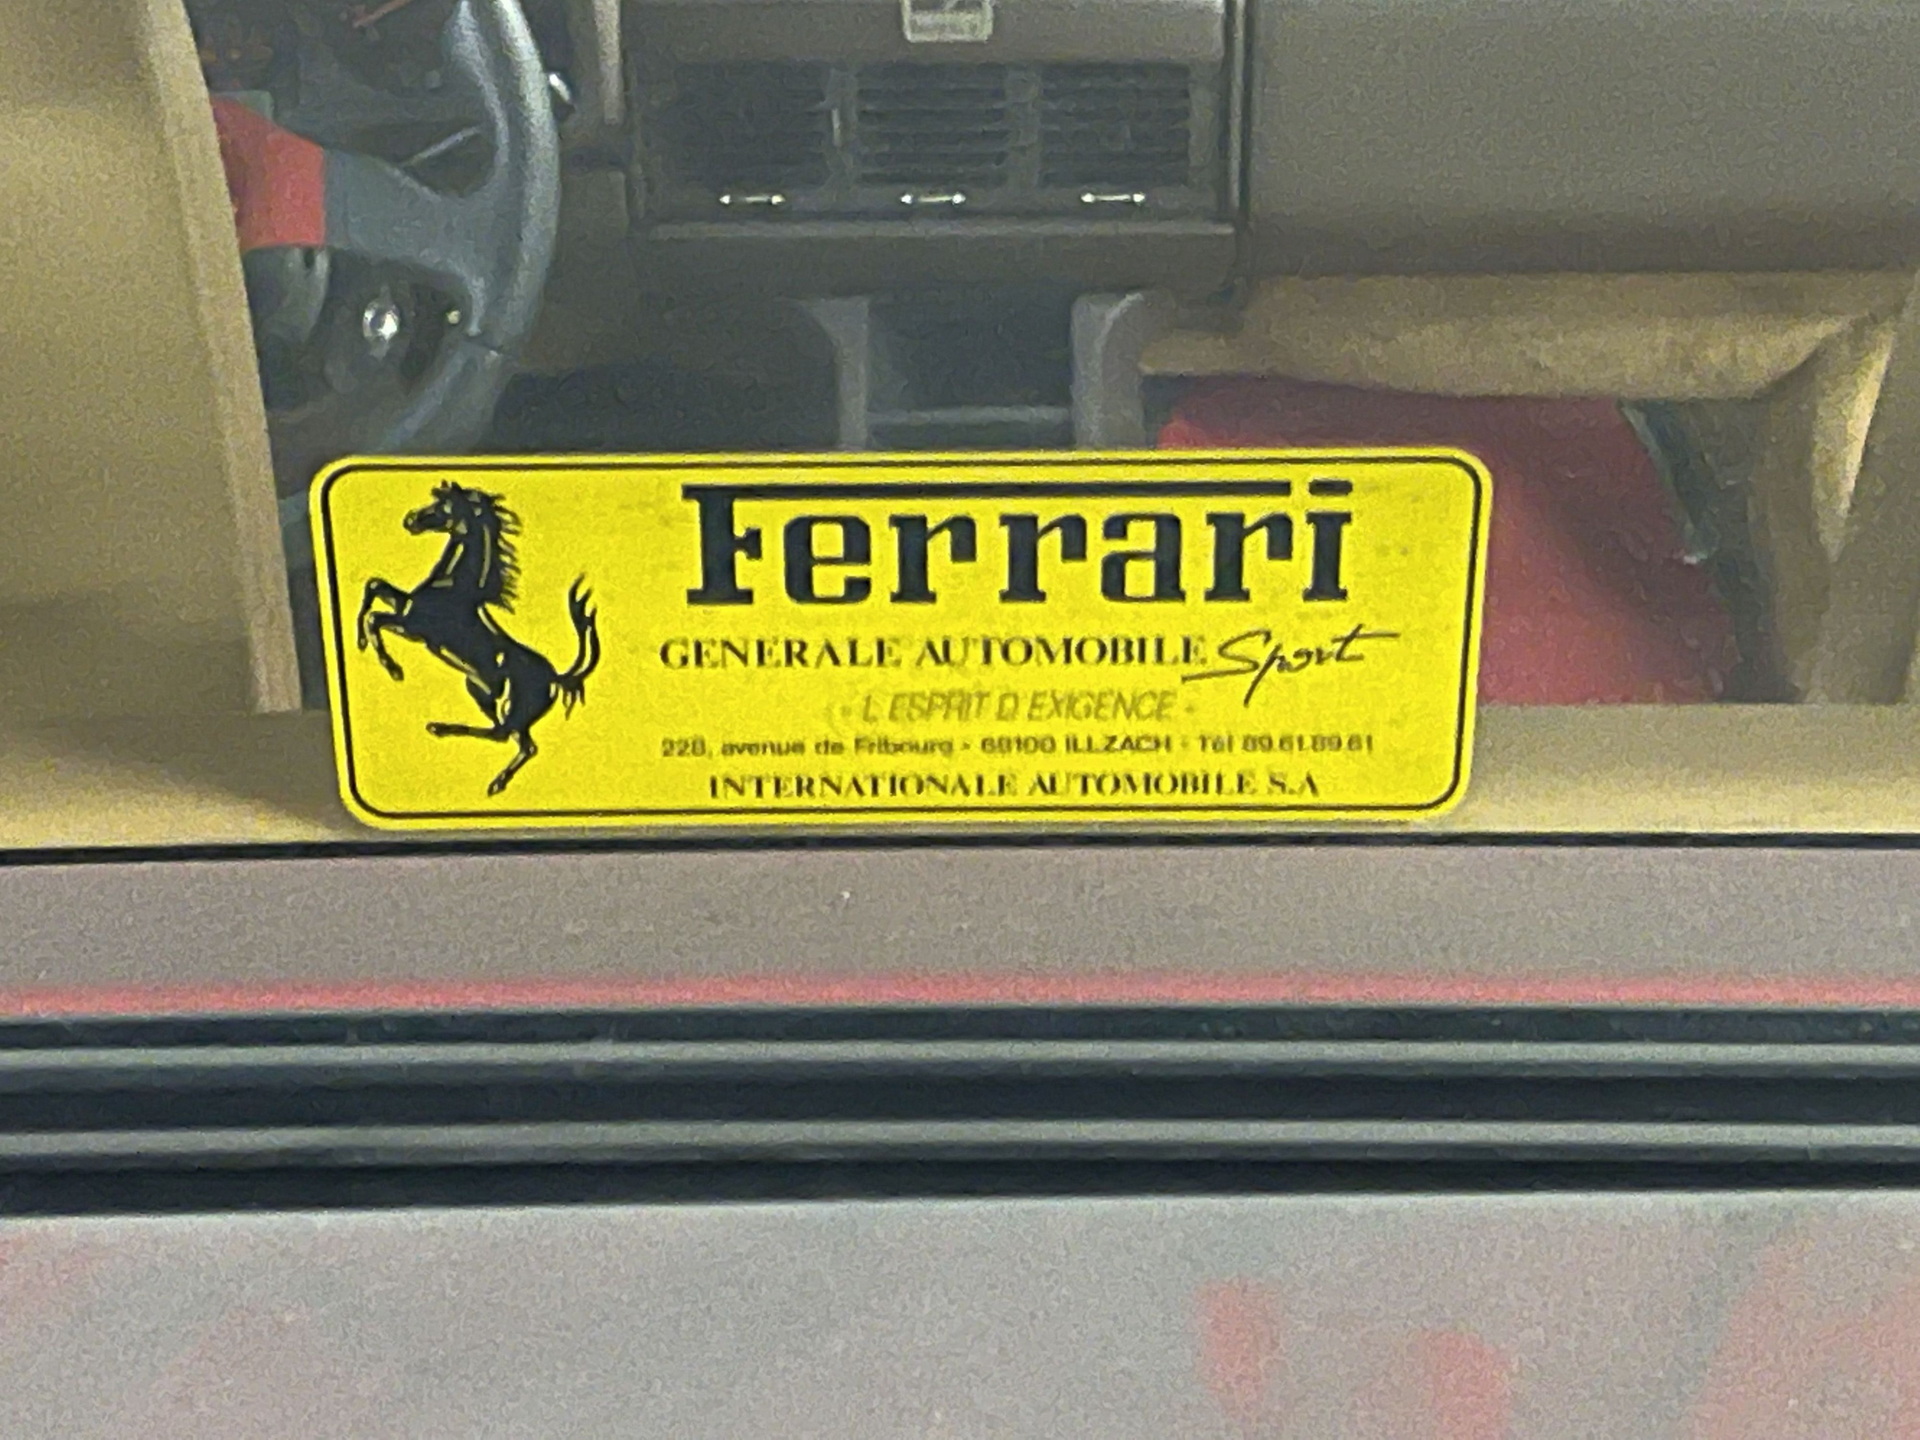 Ferrari
GENERALE AUTOMOBILE Sport
- L'ESPRIT D'EXIGENCE -
228, avenue de Fribourg - 68100 ILLZACH - Tél 89.61.89.61
INTERNATIONALE AUTOMOBILE S.A